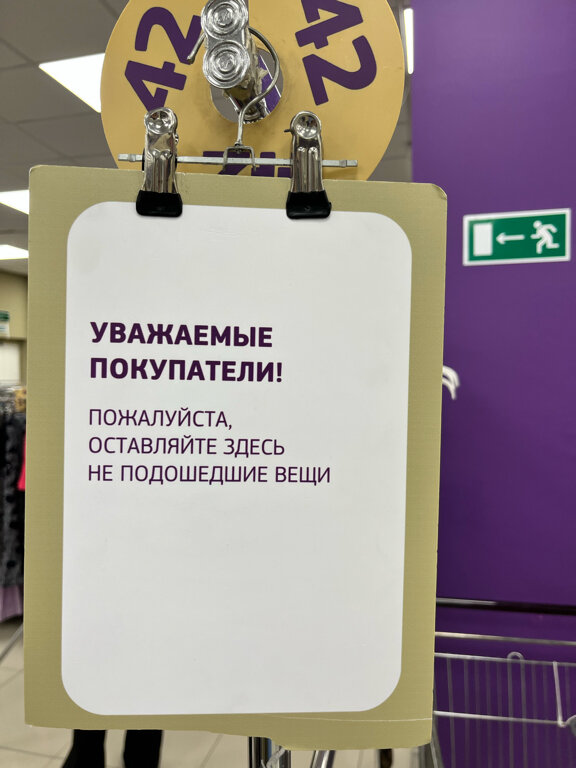 42
42
УВАЖАЕМЫЕ
ПОКУПАТЕЛИ!
ПОЖАЛУЙСТА,
ОСТАВЛЯЙТЕ ЗДЕСЬ
НЕ ПОДОШЕДШИЕ ВЕЩИ